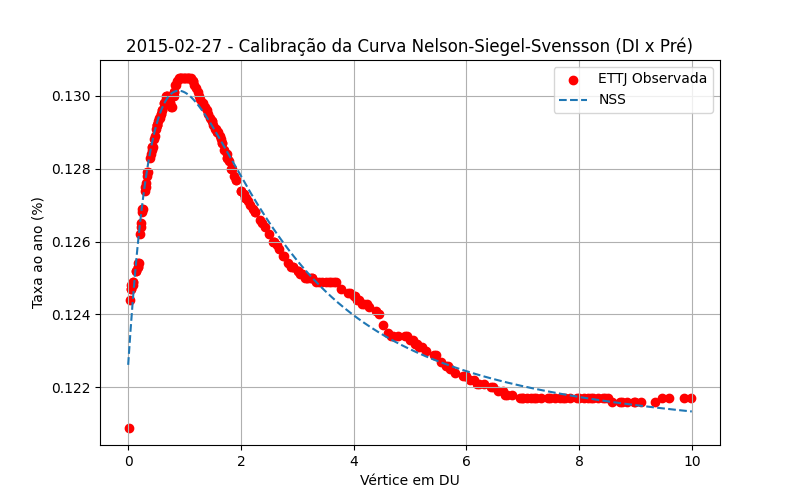 2015-02-27 - Calibração da Curva Nelson-Siegel-Svensson (DI x Pré)
ETTJ Observada
NSS
Taxa ao ano (%)
0.130
0.128
0.126
0.124
0.122
0 2 4 6 8 10
Vértice em DU